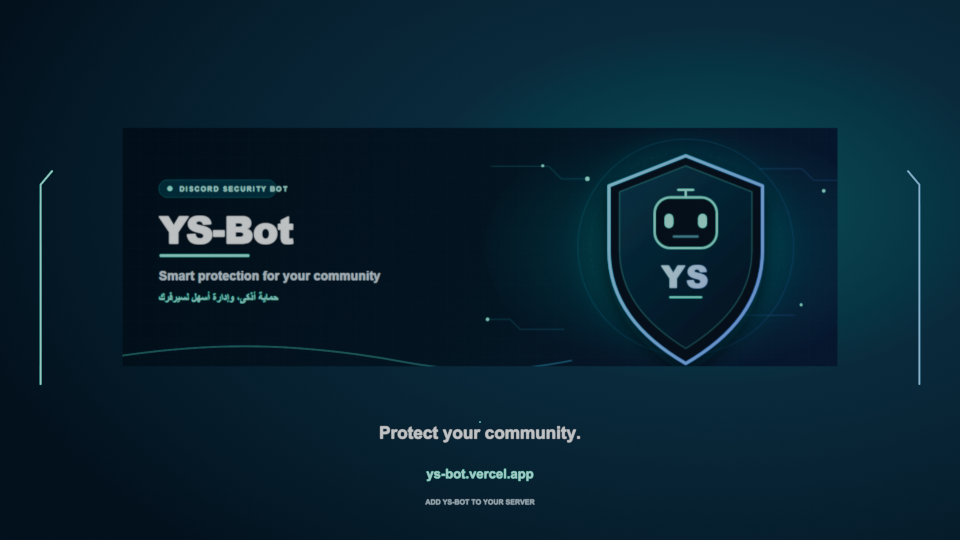 DISCORD SECURITY BOT
YS-Bot
Smart protection for your community
حماية أذكى، وإدارة أسهل لسيرفرك
YS
Protect your community.
ys-bot.vercel.app
ADD YS-BOT TO YOUR SERVER